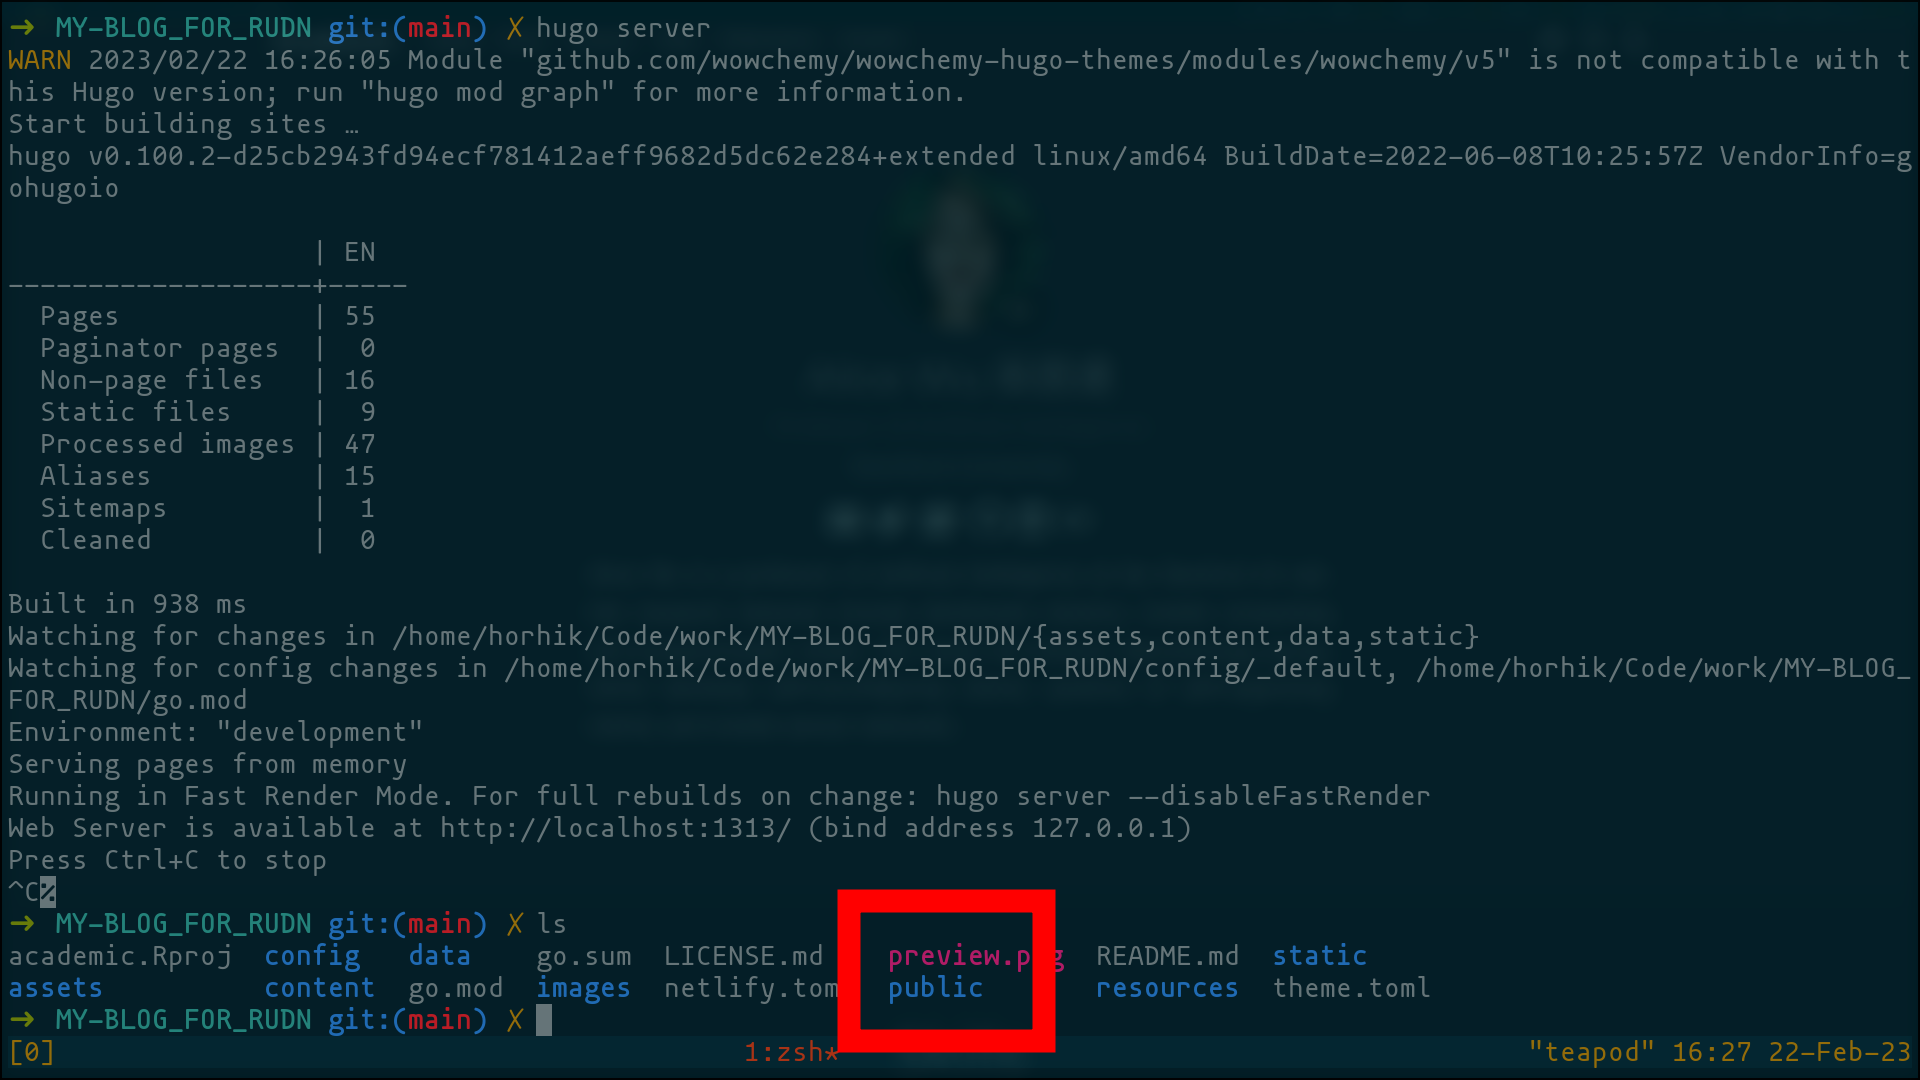 → MY-BLOG_FOR_RUDN git:(main) ✗ hugo server
WARN 2023/02/22 16:26:05 Module "github.com/wowchemy/wowchemy-hugo-themes/modules/wowchemy/v5" is not compatible with t
his Hugo version; run "hugo mod graph" for more information.
Start building sites …
hugo v0.100.2-d25cb2943fd94ecf781412aeff9682d5dc62e284+extended linux/amd64 BuildDate=2022-06-08T10:25:57Z VendorInfo=g
ohugoio
| EN
-------------------+-----
Pages | 55
Paginator pages | 0
Non-page files | 16
Static files | 9
Processed images | 47
Aliases | 15
Sitemaps | 1
Cleaned | 0
Built in 938 ms
Watching for changes in /home/horhik/Code/work/MY-BLOG_FOR_RUDN/{assets,content,data,static}
Watching for config changes in /home/horhik/Code/work/MY-BLOG_FOR_RUDN/config/_default, /home/horhik/Code/work/MY-BLOG_
FOR_RUDN/go.mod
Environment: "development"
Serving pages from memory
Running in Fast Render Mode. For full rebuilds on change: hugo server --disableFastRender
Web Server is available at http://localhost:1313/ (bind address 127.0.0.1)
Press Ctrl+C to stop
^C%
→ MY-BLOG_FOR_RUDN git:(main) ✗ ls
academic.Rproj config data go.sum LICENSE.md preview.png README.md static
assets content go.mod images netlify.tom public resources theme.toml
→ MY-BLOG_FOR_RUDN git:(main) ✗
[0] 1:zsh* "teapod" 16:27 22-Feb-23